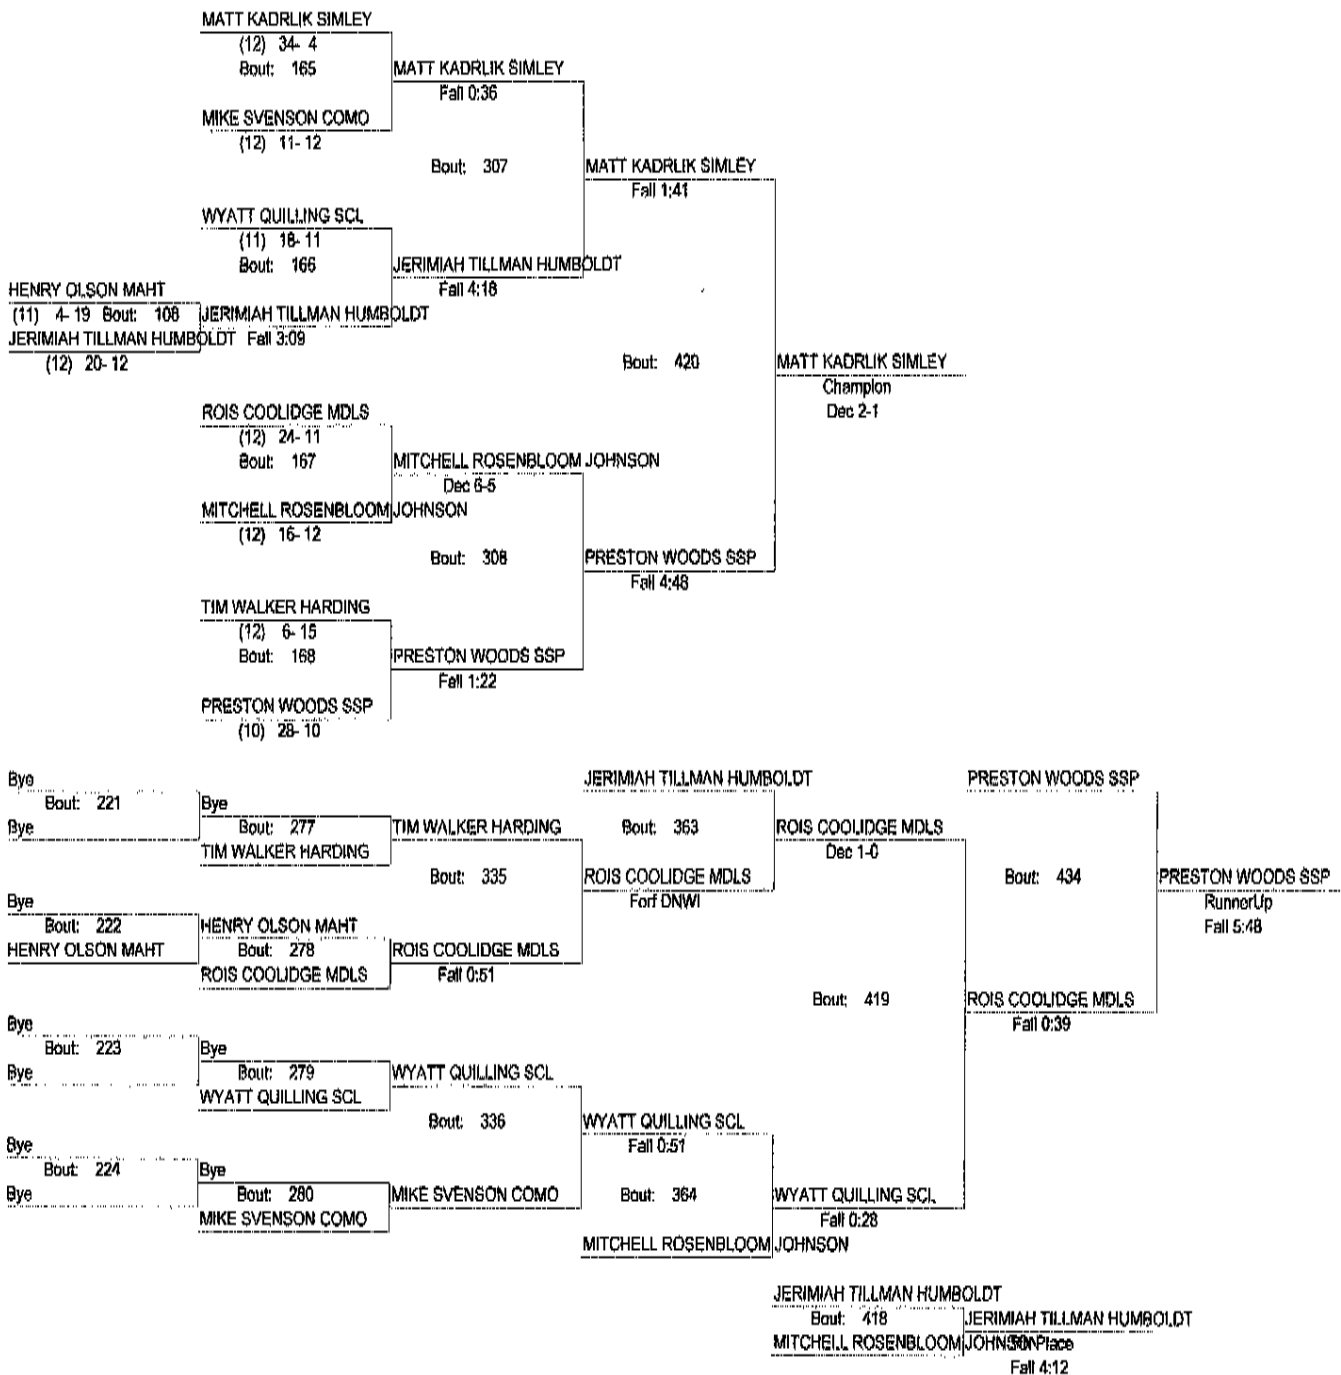 MATT KADRLIK SIMLEY
(12) 34- 4
Bout: 165
MATT KADRLIK SIMLEY
Fall 0:36
MIKE SVENSON COMO
(12) 11- 12
Bout: 307
MATT KADRLIK SIMLEY
Fall 1:41
WYATT QUILLING SCL
(11) 18- 11
Bout: 166
JERIMIAH TILLMAN HUMBOLDT
Fall 4:18
HENRY OLSON MAHT
(11) 4- 19 Bout: 108
JERIMIAH TILLMAN HUMBOLDT
JERIMIAH TILLMAN HUMBOLDT Fall 3:09
(12) 20- 12
Bout: 420
MATT KADRLIK SIMLEY
Champion
Dec 2-1
ROIS COOLIDGE MDLS
(12) 24- 11
Bout: 167
MITCHELL ROSENBLOOM JOHNSON
Dec 6-5
MITCHELL ROSENBLOOM JOHNSON
(12) 16- 12
Bout: 308
PRESTON WOODS SSP
Fall 4:48
TIM WALKER HARDING
(12) 6- 15
Bout: 168
PRESTON WOODS SSP
Fall 1:22
PRESTON WOODS SSP
(10) 28- 10
Bye
Bout: 221
Bye
Bye
Bout: 277
TIM WALKER HARDING
TIM WALKER HARDING
Bout: 335
JERIMIAH TILLMAN HUMBOLDT
Bout: 363
ROIS COOLIDGE MDLS
Forf DNWI
ROIS COOLIDGE MDLS
Dec 1-0
PRESTON WOODS SSP
Bout: 434
PRESTON WOODS SSP
RunnerUp
Fall 5:48
Bye
Bout: 222
HENRY OLSON MAHT
HENRY OLSON MAHT
Bout: 278
ROIS COOLIDGE MDLS
ROIS COOLIDGE MDLS
Fall 0:51
Bout: 419
ROIS COOLIDGE MDLS
Fall 0:39
Bye
Bout: 223
Bye
Bye
Bout: 279
WYATT QUILLING SCL
WYATT QUILLING SCL
Bout: 336
WYATT QUILLING SCL
Fall 0:51
Bye
Bout: 224
Bye
Bye
Bout: 280
MIKE SVENSON COMO
MIKE SVENSON COMO
Bout: 364
WYATT QUILLING SCL
Fall 0:28
MITCHELL ROSENBLOOM JOHNSON
JERIMIAH TILLMAN HUMBOLDT
Bout: 418
JERIMIAH TILLMAN HUMBOLDT
MITCHELL ROSENBLOOM JOHNSON
Place
Fall 4:12